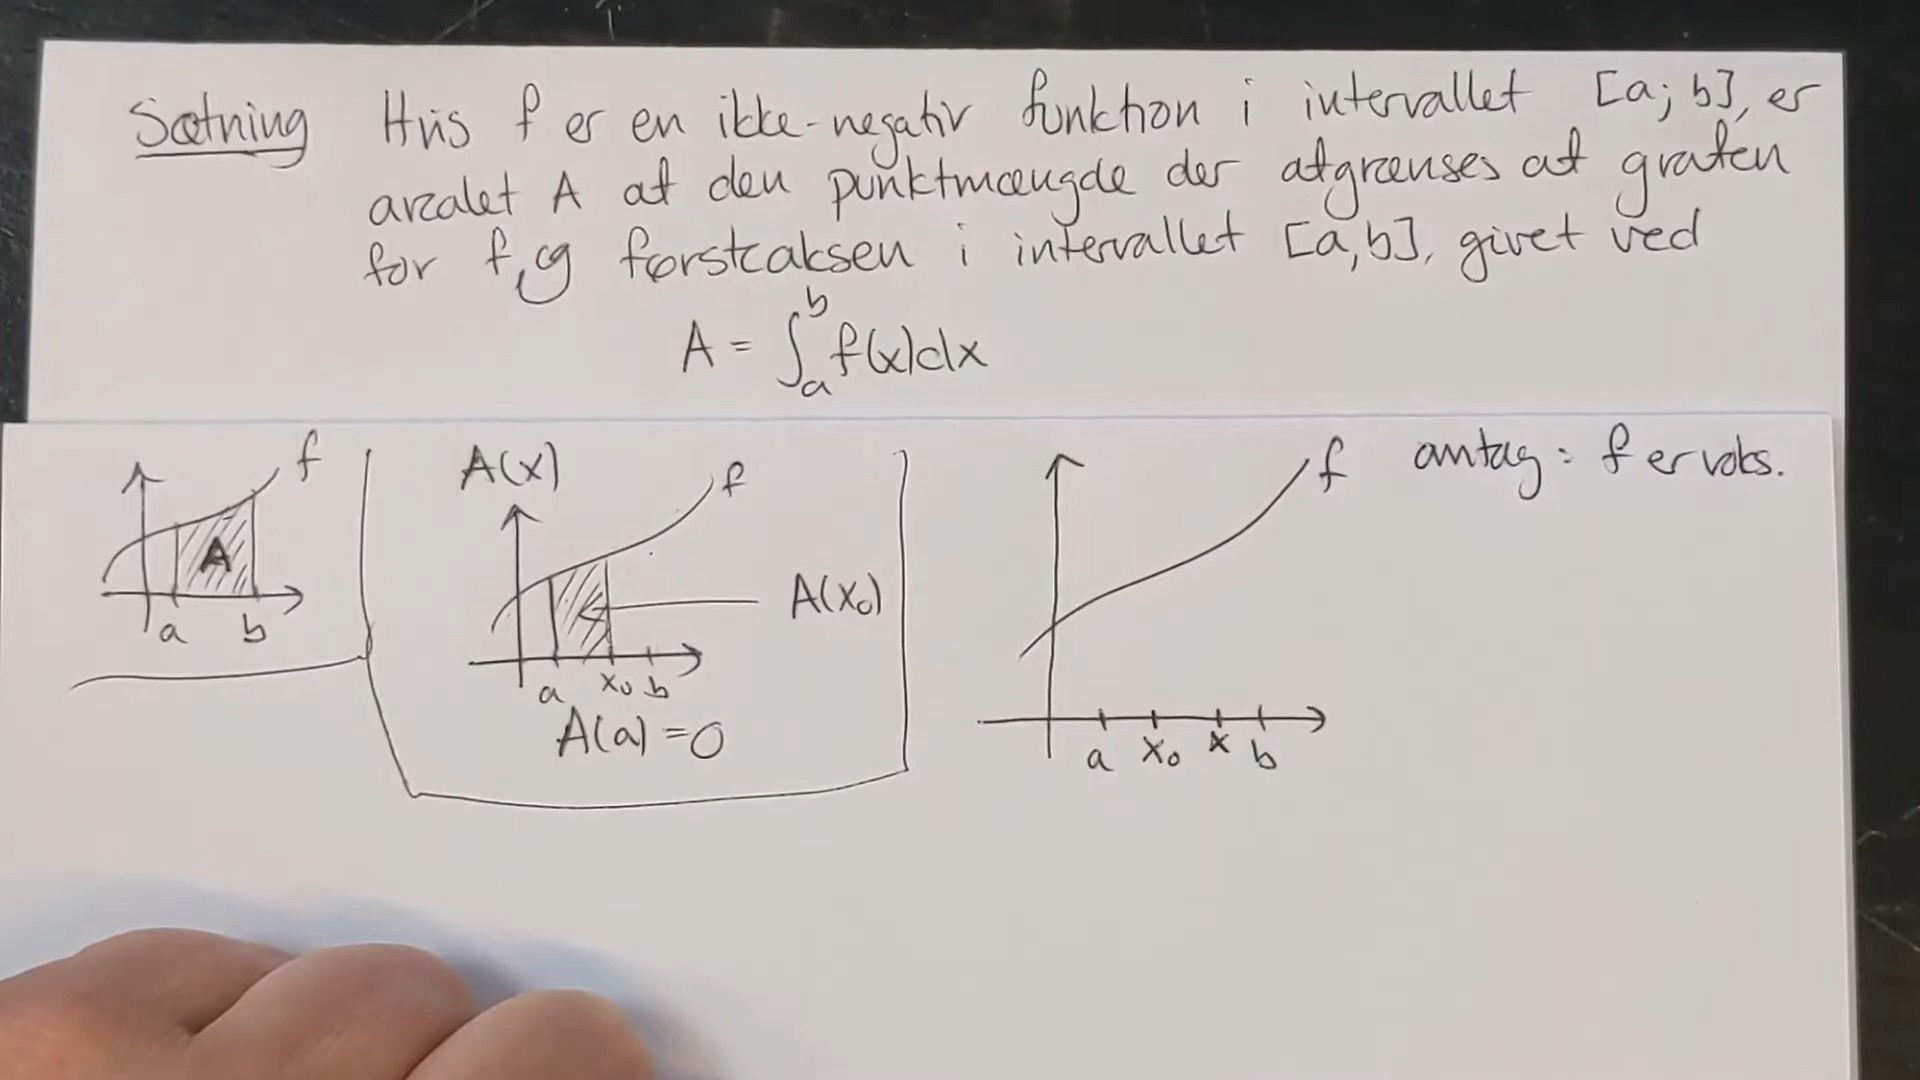 Sætning Hvis f er en ikke-negativ funktion i intervallet [a; b], er
arealet A af den punktmængde der afgrænses af grafen
for f, og førsteaksen i intervallet [a, b], givet ved
A = ∫_a^b f(x)dx
f
A
a b
A(x)
f
A(x₀)
a x₀ b
A(a) = 0
f antag: f er voks.
a x₀ x b